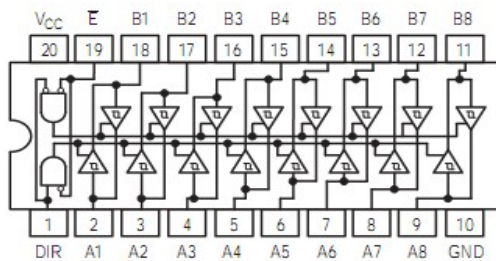 VCC E̅ B1 B2 B3 B4 B5 B6 B7 B8
20 19 18 17 16 15 14 13 12 11
1 2 3 4 5 6 7 8 9 10
DIR A1 A2 A3 A4 A5 A6 A7 A8 GND